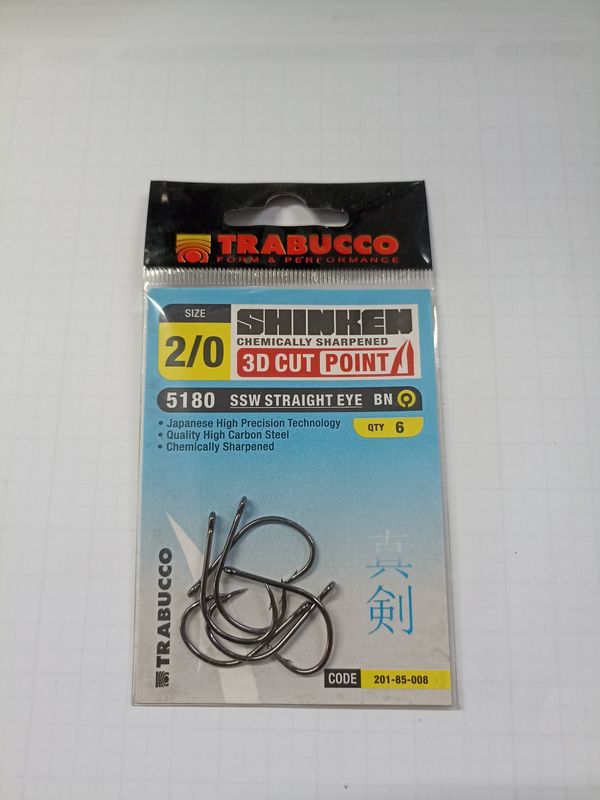 TRABUCCO
FORM & PERFORMANCE
SIZE
2/0
SHINKEN
CHEMICALLY SHARPENED
3D CUT POINT
5180 SSW STRAIGHT EYE BN
• Japanese High Precision Technology
• Quality High Carbon Steel
• Chemically Sharpened
QTY 6
真剣
TRABUCCO
CODE 201-85-008